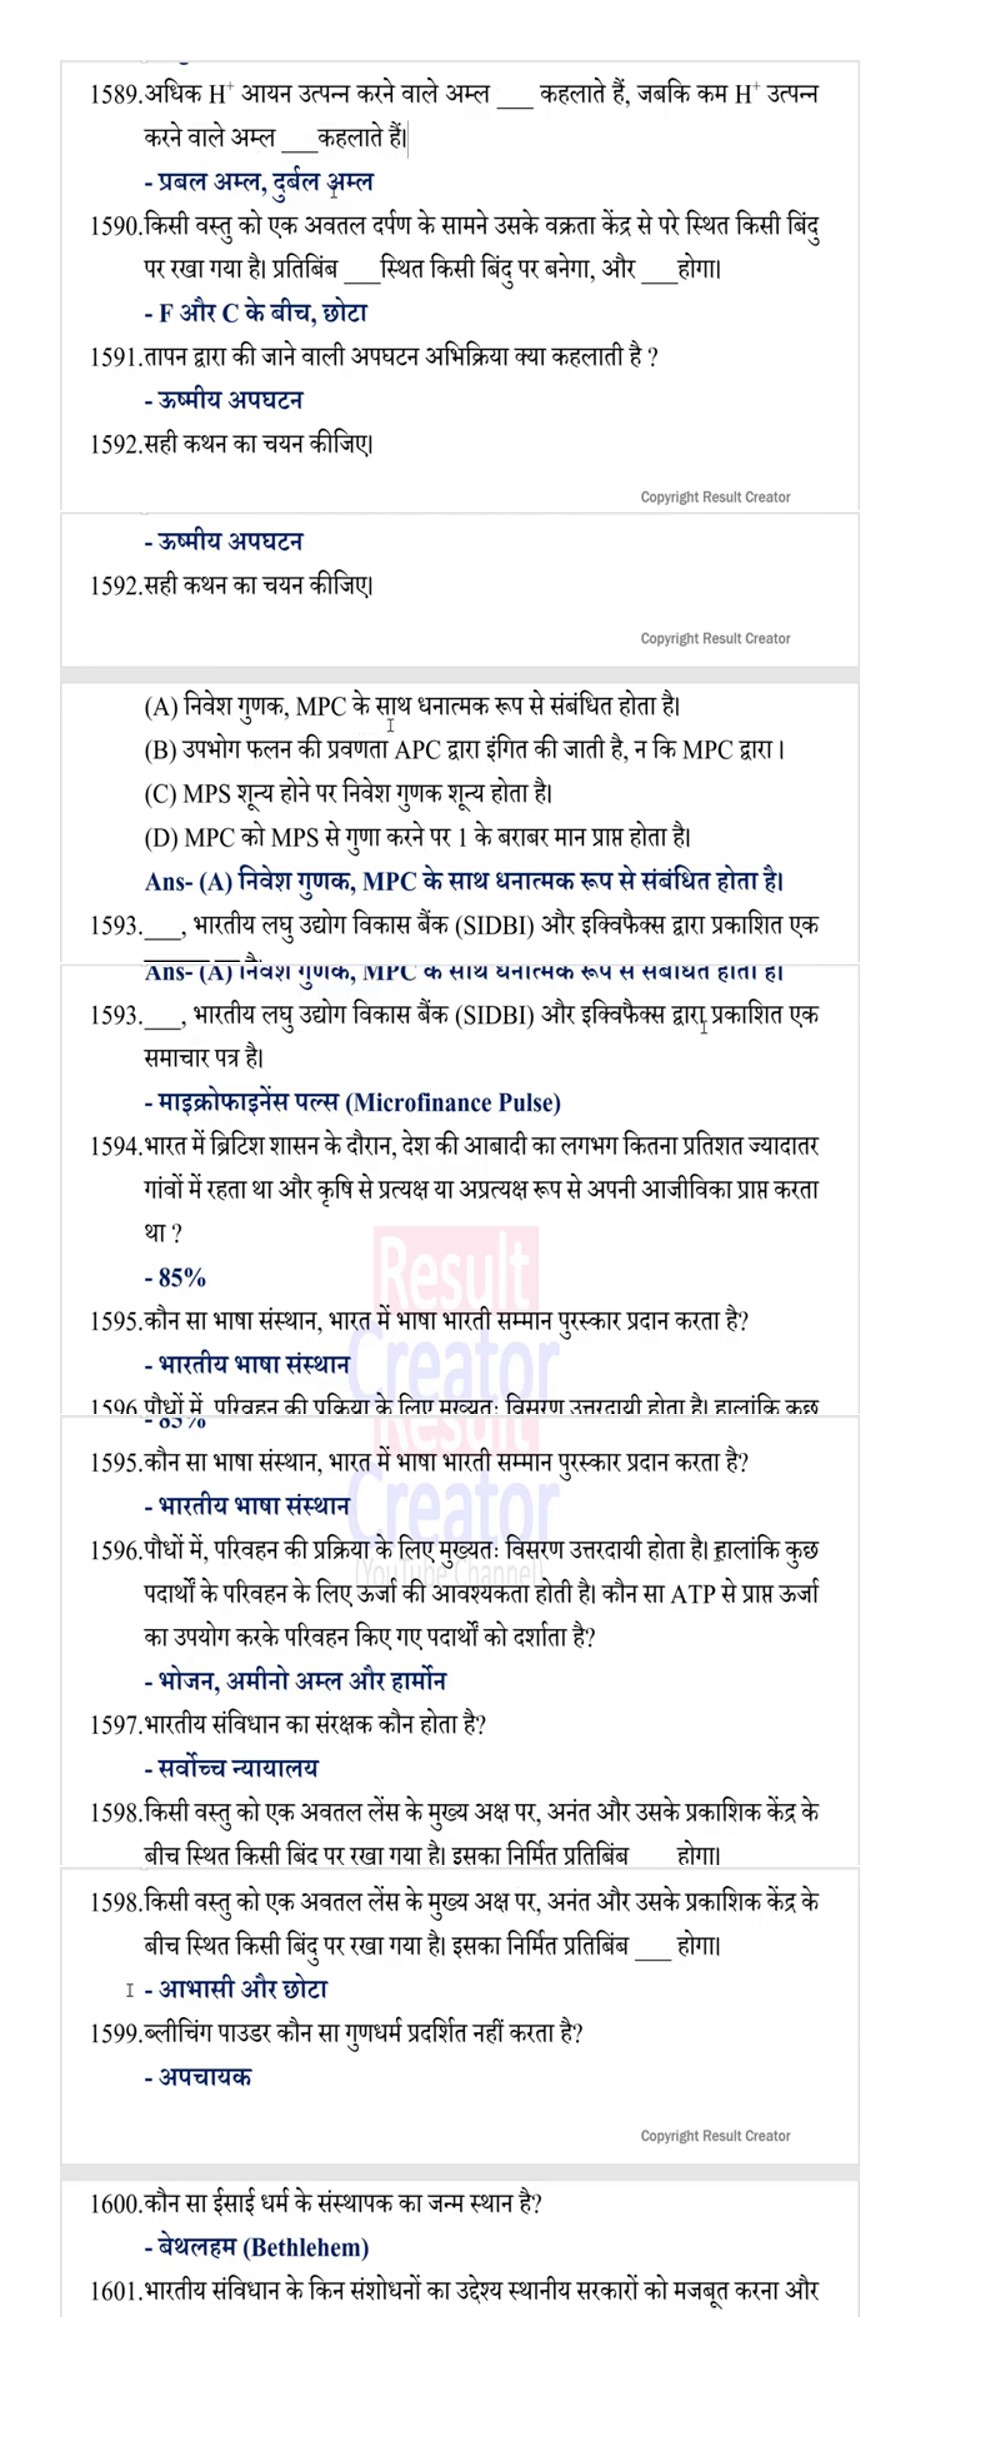 1589.अधिक H+ आयन उत्पन्न करने वाले अम्ल ___ कहलाते हैं, जबकि कम H+ उत्पन्न
करने वाले अम्ल ___कहलाते हैं।
- प्रबल अम्ल, दुर्बल अम्ल
1590.किसी वस्तु को एक अवतल दर्पण के सामने उसके वक्रता केंद्र से परे स्थित किसी बिंदु
पर रखा गया है। प्रतिबिंब ___स्थित किसी बिंदु पर बनेगा, और ___होगा।
- F और C के बीच, छोटा
1591.तापन द्वारा की जाने वाली अपघटन अभिक्रिया क्या कहलाती है ?
- ऊष्मीय अपघटन
1592.सही कथन का चयन कीजिए।
Copyright Result Creator
- ऊष्मीय अपघटन
1592.सही कथन का चयन कीजिए।
Copyright Result Creator
(A) निवेश गुणक, MPC के साथ धनात्मक रूप से संबंधित होता है।
(B) उपभोग फलन की प्रवणता APC द्वारा इंगित की जाती है, न कि MPC द्वारा ।
(C) MPS शून्य होने पर निवेश गुणक शून्य होता है।
(D) MPC को MPS से गुणा करने पर 1 के बराबर मान प्राप्त होता है।
Ans- (A) निवेश गुणक, MPC के साथ धनात्मक रूप से संबंधित होता है।
1593.___, भारतीय लघु उद्योग विकास बैंक (SIDBI) और इक्विफैक्स द्वारा प्रकाशित एक
Ans- (A) निवेश गुणक, MPC के साथ धनात्मक रूप से संबंधित होता है।
1593.___, भारतीय लघु उद्योग विकास बैंक (SIDBI) और इक्विफैक्स द्वारा प्रकाशित एक
समाचार पत्र है।
- माइक्रोफाइनेंस पल्स (Microfinance Pulse)
1594.भारत में ब्रिटिश शासन के दौरान, देश की आबादी का लगभग कितना प्रतिशत ज्यादातर
गांवों में रहता था और कृषि से प्रत्यक्ष या अप्रत्यक्ष रूप से अपनी आजीविका प्राप्त करता
था ?
Result
- 85%
1595.कौन सा भाषा संस्थान, भारत में भाषा भारती सम्मान पुरस्कार प्रदान करता है?
Creator
- भारतीय भाषा संस्थान
1596.पौधों में, परिवहन की प्रक्रिया के लिए मुख्यतः विसरण उत्तरदायी होता है। हालांकि कुछ
- 85%
Result
1595.कौन सा भाषा संस्थान, भारत में भाषा भारती सम्मान पुरस्कार प्रदान करता है?
Creator
- भारतीय भाषा संस्थान
1596.पौधों में, परिवहन की प्रक्रिया के लिए मुख्यतः विसरण उत्तरदायी होता है। हालांकि कुछ
(YouTube Channel)
पदार्थों के परिवहन के लिए ऊर्जा की आवश्यकता होती है। कौन सा ATP से प्राप्त ऊर्जा
का उपयोग करके परिवहन किए गए पदार्थों को दर्शाता है?
- भोजन, अमीनो अम्ल और हार्मोन
1597.भारतीय संविधान का संरक्षक कौन होता है?
- सर्वोच्च न्यायालय
1598.किसी वस्तु को एक अवतल लेंस के मुख्य अक्ष पर, अनंत और उसके प्रकाशिक केंद्र के
बीच स्थित किसी बिंदु पर रखा गया है। इसका निर्मित प्रतिबिंब होगा।
1598.किसी वस्तु को एक अवतल लेंस के मुख्य अक्ष पर, अनंत और उसके प्रकाशिक केंद्र के
बीच स्थित किसी बिंदु पर रखा गया है। इसका निर्मित प्रतिबिंब ___ होगा।
- आभासी और छोटा
1599.ब्लीचिंग पाउडर कौन सा गुणधर्म प्रदर्शित नहीं करता है?
- अपचायक
Copyright Result Creator
1600.कौन सा ईसाई धर्म के संस्थापक का जन्म स्थान है?
- बेथलहम (Bethlehem)
1601.भारतीय संविधान के किन संशोधनों का उद्देश्य स्थानीय सरकारों को मजबूत करना और